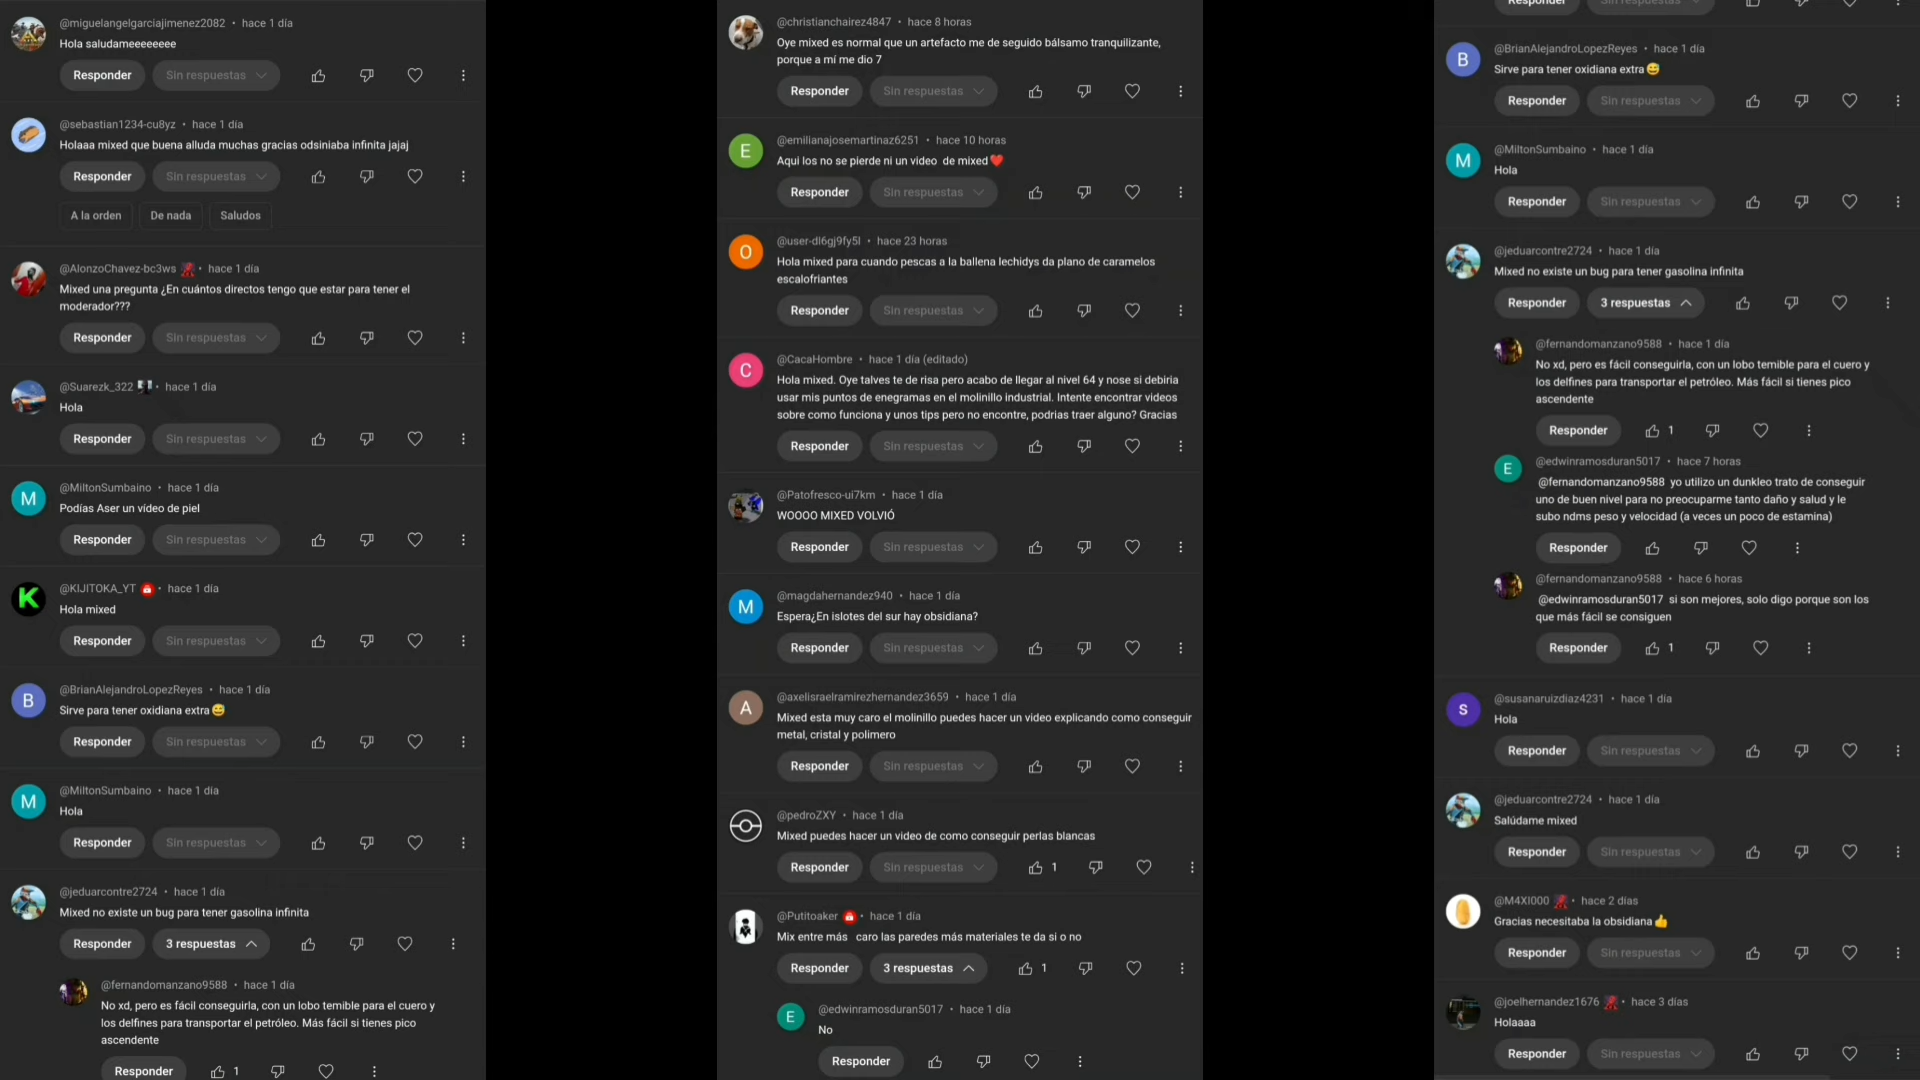 @miguelangelgarciajimenez2082 • hace 1 día
Hola saludameeeeeeee
Responder Sin respuestas
@sebastian1234-cu8yz • hace 1 día
Holaaa mixed que buena alluda muchas gracias odsiniaba infinita jajaj
Responder Sin respuestas
A la orden De nada Saludos
@AlonzoChavez-bc3ws • hace 1 día
Mixed una pregunta ¿En cuántos directos tengo que estar para tener el
moderador???
Responder Sin respuestas
@Suarezk_322 • hace 1 día
Hola
Responder Sin respuestas
@MiltonSumbaino • hace 1 día
Podías Aser un vídeo de piel
Responder Sin respuestas
@KIJITOKA_YT • hace 1 día
Hola mixed
Responder Sin respuestas
@BrianAlejandroLopezReyes • hace 1 día
Sirve para tener oxidiana extra😅
Responder Sin respuestas
@MiltonSumbaino • hace 1 día
Hola
Responder Sin respuestas
@jeduarcontre2724 • hace 1 día
Mixed no existe un bug para tener gasolina infinita
Responder 3 respuestas
@fernandomanzano9588 • hace 1 día
No xd, pero es fácil conseguirla, con un lobo temible para el cuero y
los delfines para transportar el petróleo. Más fácil si tienes pico
ascendente
Responder 1
@christianchairez4847 • hace 8 horas
Oye mixed es normal que un artefacto me de seguido bálsamo tranquilizante,
porque a mí me dio 7
Responder Sin respuestas
@emilianajosemartinaz6251 • hace 10 horas
Aqui los no se pierde ni un video de mixed❤️
Responder Sin respuestas
@user-dl6gj9fy5l • hace 23 horas
Hola mixed para cuando pescas a la ballena lechidys da plano de caramelos
escalofriantes
Responder Sin respuestas
@CacaHombre • hace 1 día (editado)
Hola mixed. Oye talves te de risa pero acabo de llegar al nivel 64 y nose si debiria
usar mis puntos de enegramas en el molinillo industrial. Intente encontrar videos
sobre como funciona y unos tips pero no encontre, podrias traer alguno? Gracias
Responder Sin respuestas
@Patofresco-ui7km • hace 1 día
WOOOO MIXED VOLVIÓ
Responder Sin respuestas
@magdahernandez940 • hace 1 día
Espera¿En islotes del sur hay obsidiana?
Responder Sin respuestas
@axelisraelramirezhernandez3659 • hace 1 día
Mixed esta muy caro el molinillo puedes hacer un video explicando como conseguir
metal, cristal y polimero
Responder Sin respuestas
@pedroZXY • hace 1 día
Mixed puedes hacer un video de como conseguir perlas blancas
Responder Sin respuestas 1
@Putitoaker • hace 1 día
Mix entre más caro las paredes más materiales te da si o no
Responder 3 respuestas 1
@edwinramosduran5017 • hace 1 día
No
Responder
Responder Sin respuestas
@BrianAlejandroLopezReyes • hace 1 día
Sirve para tener oxidiana extra😅
Responder Sin respuestas
@MiltonSumbaino • hace 1 día
Hola
Responder Sin respuestas
@jeduarcontre2724 • hace 1 día
Mixed no existe un bug para tener gasolina infinita
Responder 3 respuestas
@fernandomanzano9588 • hace 1 día
No xd, pero es fácil conseguirla, con un lobo temible para el cuero y
los delfines para transportar el petróleo. Más fácil si tienes pico
ascendente
Responder 1
@edwinramosduran5017 • hace 7 horas
@fernandomanzano9588 yo utilizo un dunkleo trato de conseguir
uno de buen nivel para no preocuparme tanto daño y salud y le
subo ndms peso y velocidad (a veces un poco de estamina)
Responder
@fernandomanzano9588 • hace 6 horas
@edwinramosduran5017 si son mejores, solo digo porque son los
que más fácil se consiguen
Responder 1
@susanaruizdiaz4231 • hace 1 día
Hola
Responder Sin respuestas
@jeduarcontre2724 • hace 1 día
Salúdame mixed
Responder Sin respuestas
@M4XI000 • hace 2 días
Gracias necesitaba la obsidiana👍
Responder Sin respuestas
@joelhernandez1676 • hace 3 días
Holaaaa
Responder Sin respuestas